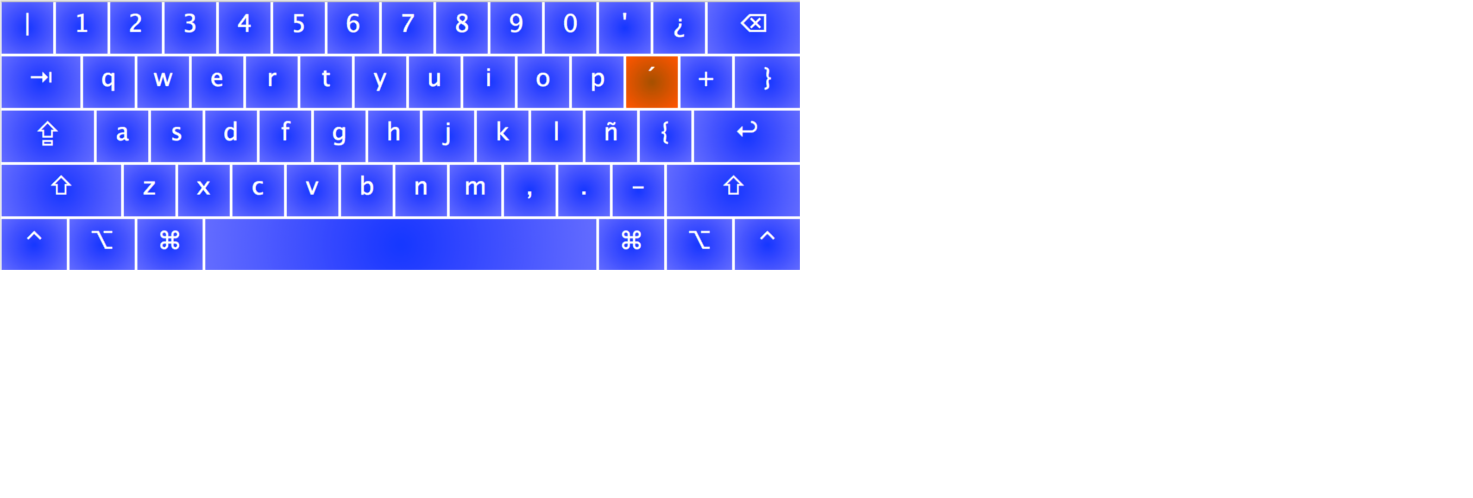 | 1 2 3 4 5 6 7 8 9 0 ' ¿ ⌫
⇥ q w e r t y u i o p ´ + }
⇪ a s d f g h j k l ñ { ↩
⇧ z x c v b n m , . – ⇧
⌃ ⌥ ⌘ ⌘ ⌥ ⌃